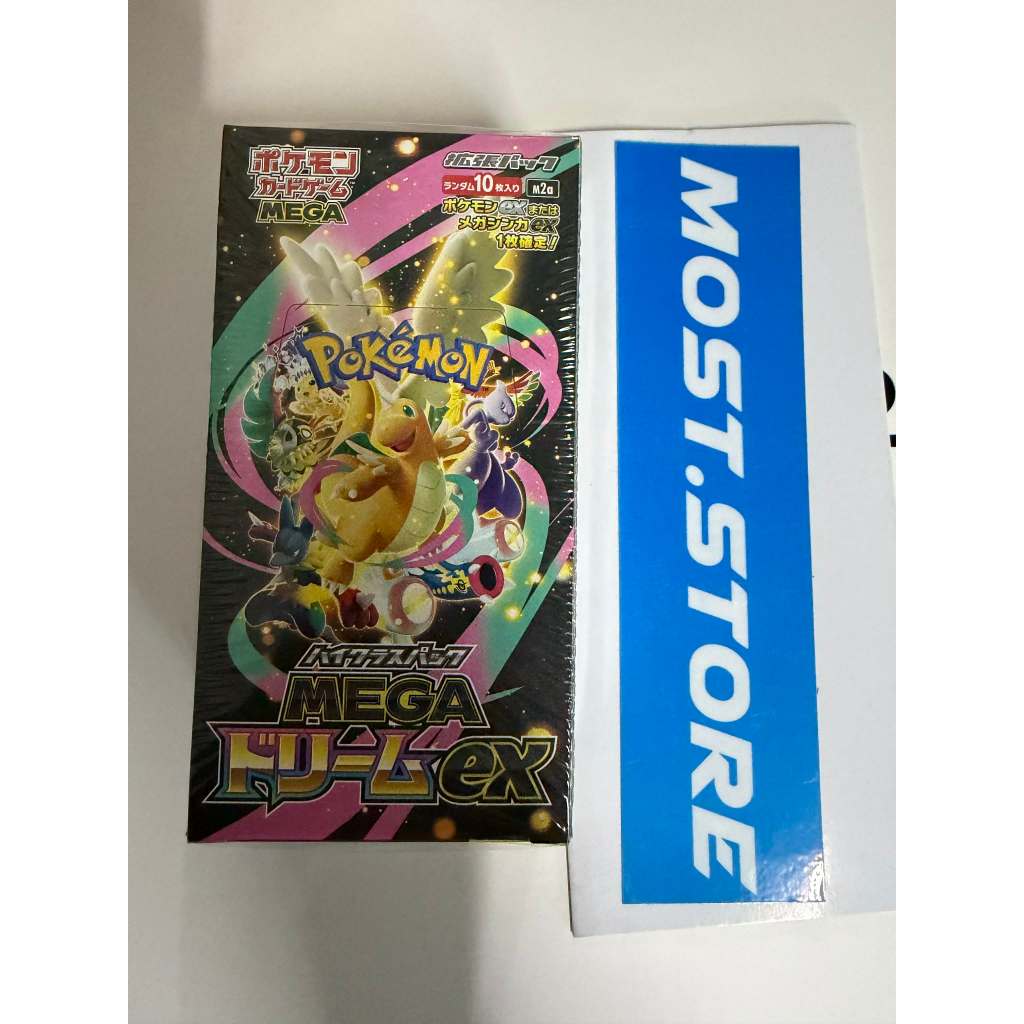 ポケモン
カードゲーム
MEGA
拡張パック
ランダム10枚入り M2a
ポケモンexまたは
メガシンカex
1枚確定！
POKéMON
ハイクラスパック
MEGA
ドリームex
MOST.STORE